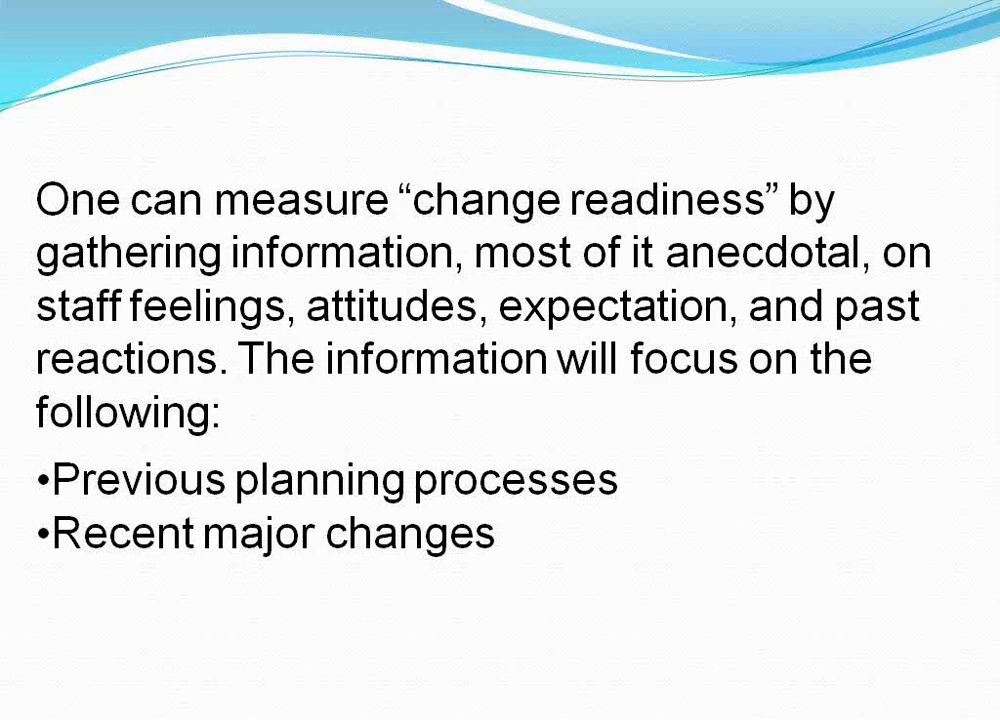 One can measure “change readiness” by
gathering information, most of it anecdotal, on
staff feelings, attitudes, expectation, and past
reactions. The information will focus on the
following:
•Previous planning processes
•Recent major changes